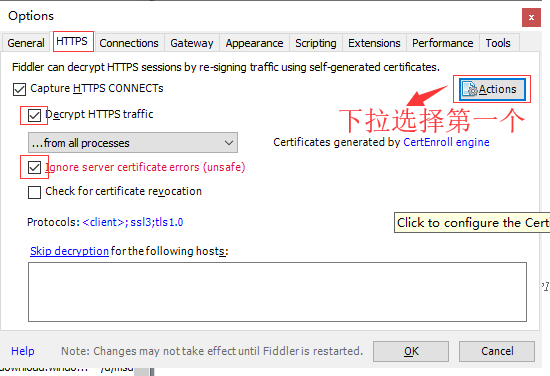 Options
General HTTPS Connections Gateway Appearance Scripting Extensions Performance Tools
Fiddler can decrypt HTTPS sessions by re-signing traffic using self-generated certificates.
Capture HTTPS CONNECTs
Actions
Decrypt HTTPS traffic
下拉选择第一个
...from all processes
Certificates generated by CertEnroll engine
Ignore server certificate errors (unsafe)
Check for certificate revocation
Protocols: <client>; ssl3;tls1.0
Click to configure the Certi
Skip decryption for the following hosts:
Help
Note: Changes may not take effect until Fiddler is restarted.
OK
Cancel